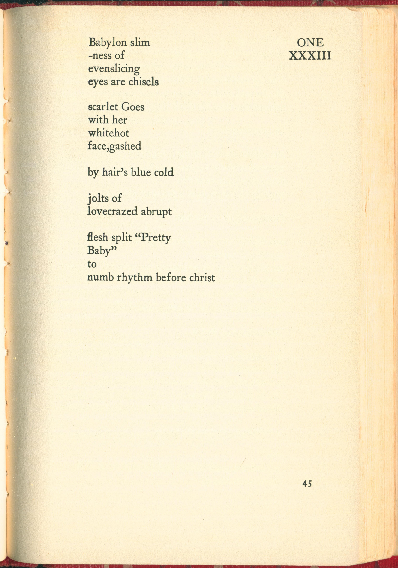 ONE
XXXIII
Babylon slim
-ness of
evenslicing
eyes are chisels
scarlet Goes
with her
whitehot
face,gashed
by hair's blue cold
jolts of
lovecrazed abrupt
flesh split "Pretty
Baby"
to
numb rhythm before christ
45